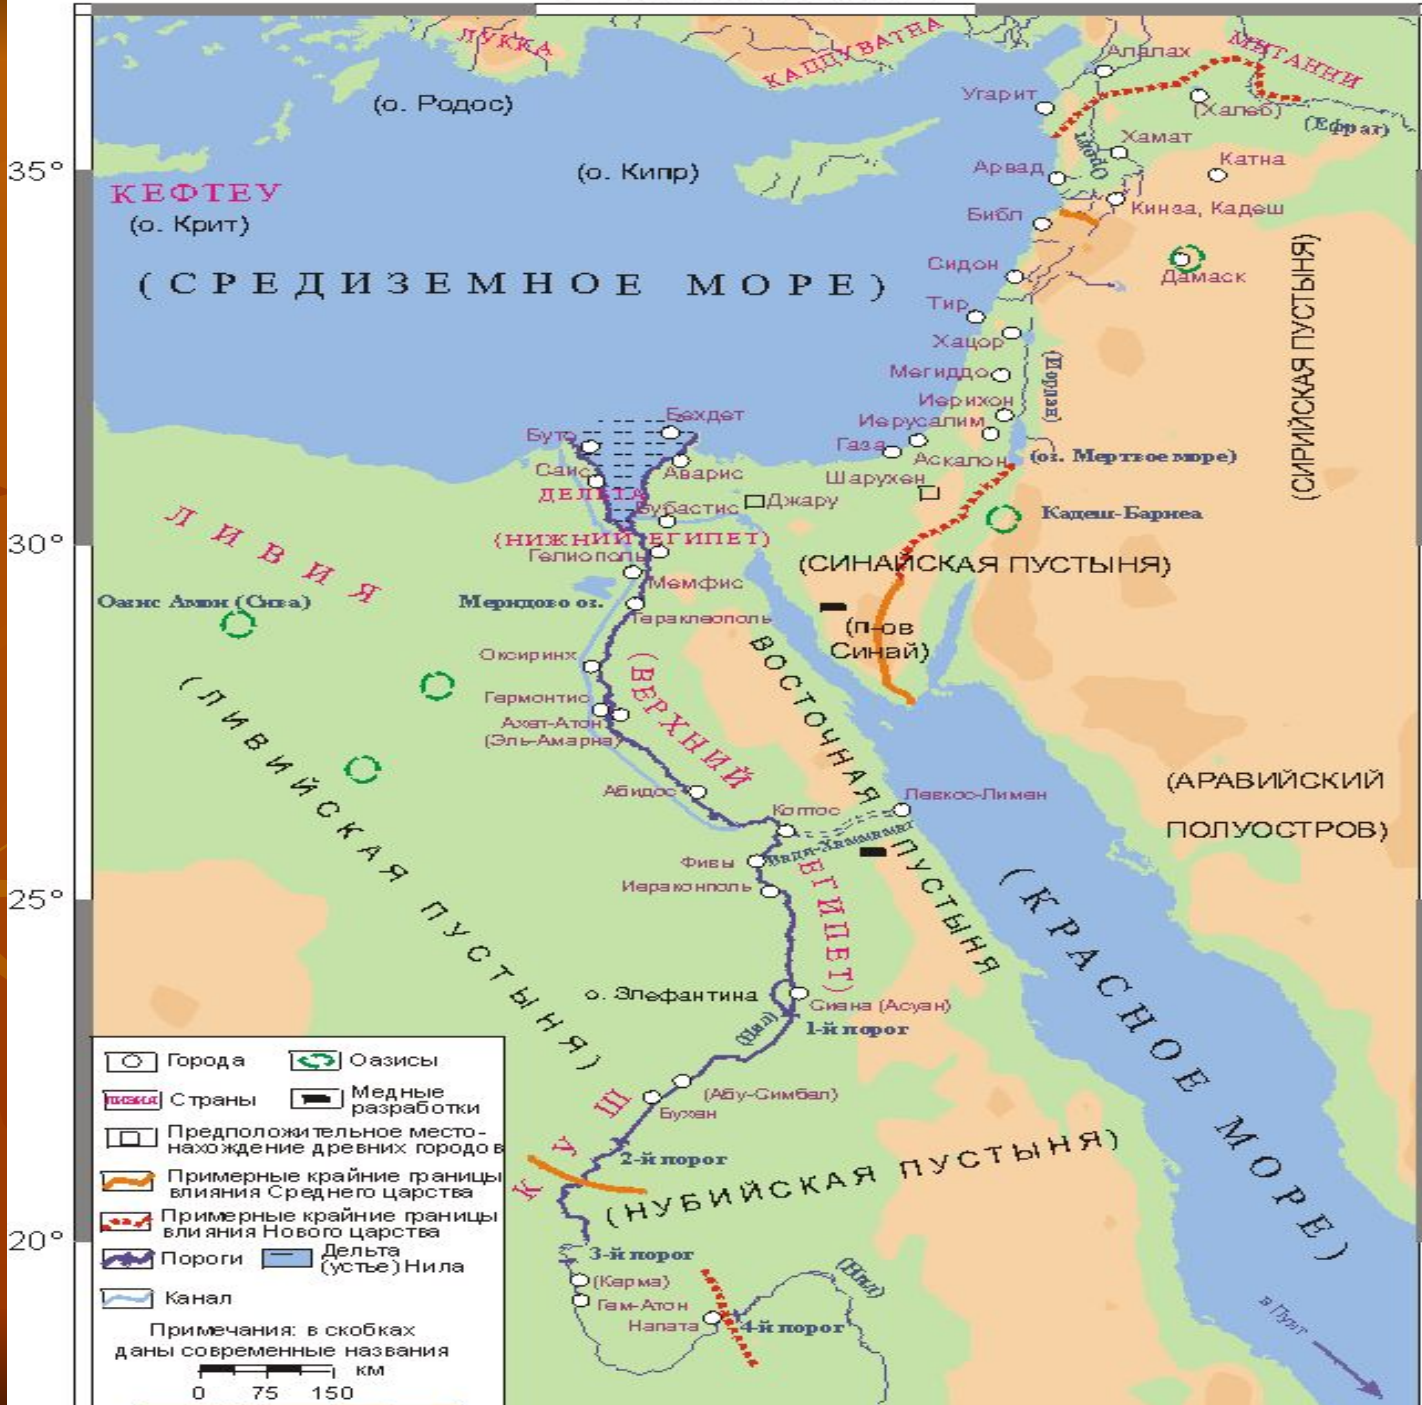 ЛУККА
КАЦЦУВАТНА
МИТАННИ
Алалах
Угарит
(Халеб)
(Ефрат)
(о. Родос)
Хамат
Оронт
35°
(о. Кипр)
Арвад
Катна
КЕФТЕУ
(о. Крит)
Библ
Кинза, Кадеш
(СРЕДИЗЕМНОЕ МОРЕ)
Сидон
Дамаск
(СИРИЙСКАЯ ПУСТЫНЯ)
Тир
Хацор
Мегиддо
(Иордан)
Иерихон
Бехдет
Иерусалим
Буто
Газа
Аскалон
(оз. Мертвое море)
Саис
Аварис
Шарухен
ДЕЛЬТА
Бубастис
Джару
Кадеш-Барнеа
ЛИВИЯ
30°
(НИЖНИЙ ЕГИПЕТ)
Гелиополь
(СИНАЙСКАЯ ПУСТЫНЯ)
Мемфис
Оазис Амон (Сива)
Меридово оз.
Гераклеополь
(п-ов
Синай)
Оксиринх
(ВЕРХНИЙ
ЕГИПЕТ)
ВОСТОЧНАЯ ПУСТЫНЯ
(ЛИВИЙСКАЯ ПУСТЫНЯ)
Гермонтис
Ахет-Атон
(Эль-Амарна)
(АРАВИЙСКИЙ
ПОЛУОСТРОВ)
Абидос
Левкос-Лимен
Коптос
Вади-Хаммамат
Фивы
Иераконполь
25°
(КРАСНОЕ МОРЕ)
о. Элефантина
Сиена (Асуан)
(Нил)
1-й порог
(Абу-Симбел)
Бухен
КУШ
2-й порог
(НУБИЙСКАЯ ПУСТЫНЯ)
20°
3-й порог
(Керма)
Гем-Атон
(Нил)
Напата
4-й порог
в Пунт
Города
Оазисы
ливия
Страны
Медные
разработки
Предположительное место-
нахождение древних городов
Примерные крайние границы
влияния Среднего царства
Примерные крайние границы
влияния Нового царства
Пороги
Дельта
(устье) Нила
Канал
Примечания: в скобках
даны современные названия
км
0 75 150